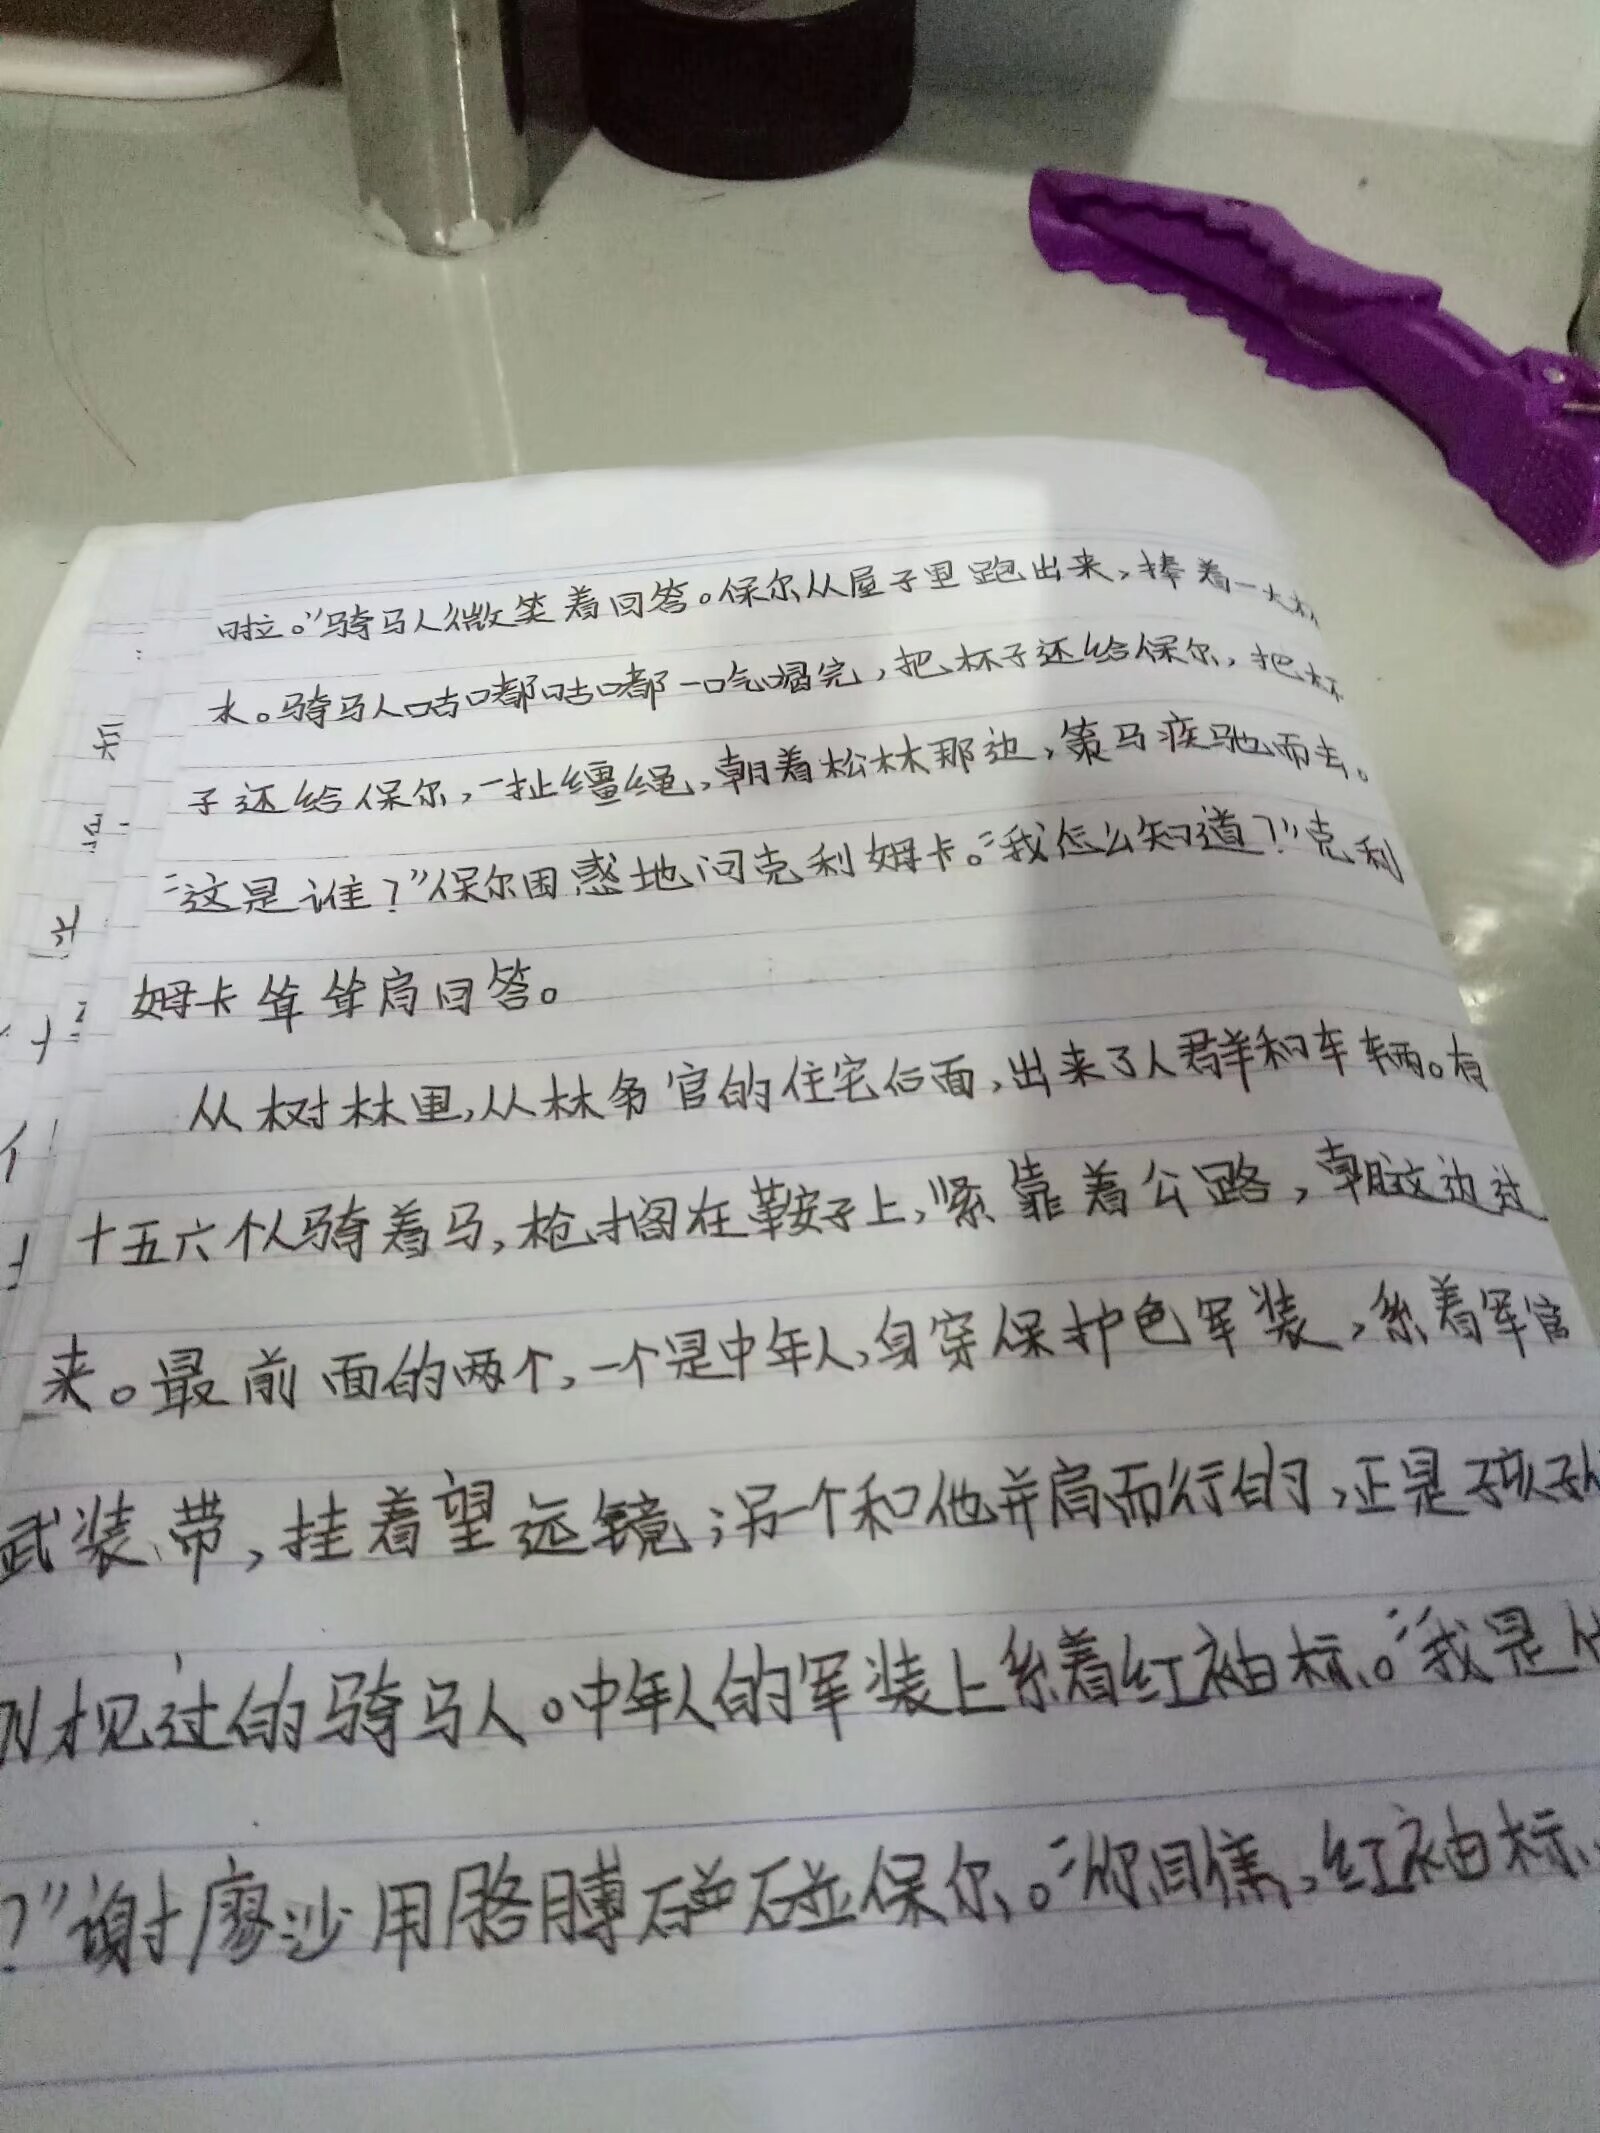 啦。”骑马人微笑着回答。保尔从屋子里跑出来，捧着一大杯
水。骑马人咕嘟咕嘟一口气喝完，把杯子还给保尔，把杯
子还给保尔，一扯缰绳，朝着松林那边，策马疾驰而去。
“这是谁？”保尔困惑地问克利姆卡。“我怎么知道？”克利
姆卡耸耸肩回答。
从树林里，从林务官的住宅后面，出来了人群和车辆。有
十五六个人骑着马，枪搁在鞍子上，紧靠着公路，朝这边过
来。最前面的两个，一个是中年人，身穿保护色军装，系着军官
武装带，挂着望远镜；另一个和他并肩而行的，正是孩子
刚才见过的骑马人。中年人的军装上系着红袖标。“我是
？”谢廖沙用胳膊碰碰保尔。“你目信，红袖标